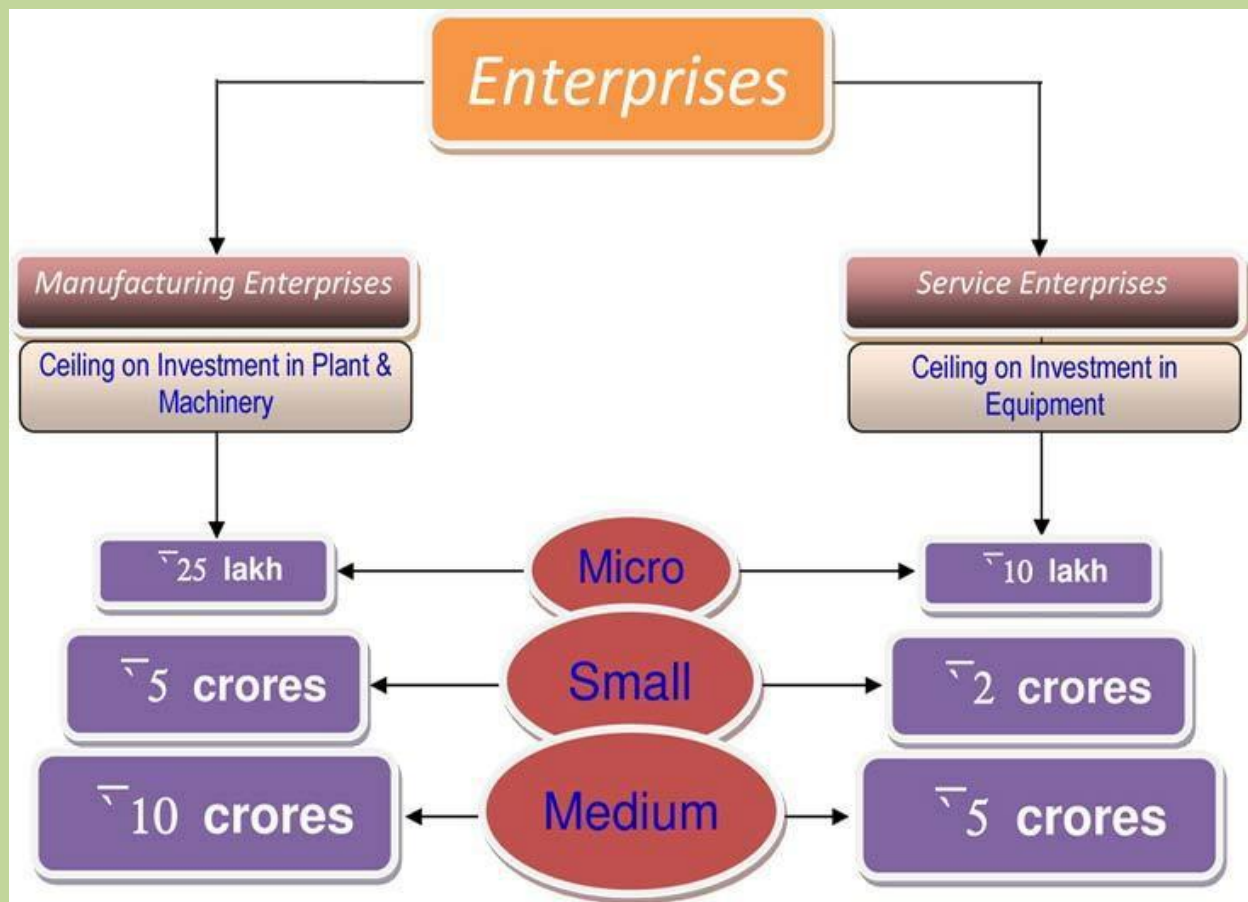 Enterprises
Manufacturing Enterprises
Service Enterprises
Ceiling on Investment in Plant &
Machinery
Ceiling on Investment in
Equipment
` 25 lakh
Micro
` 10 lakh
` 5 crores
Small
` 2 crores
` 10 crores
Medium
` 5 crores